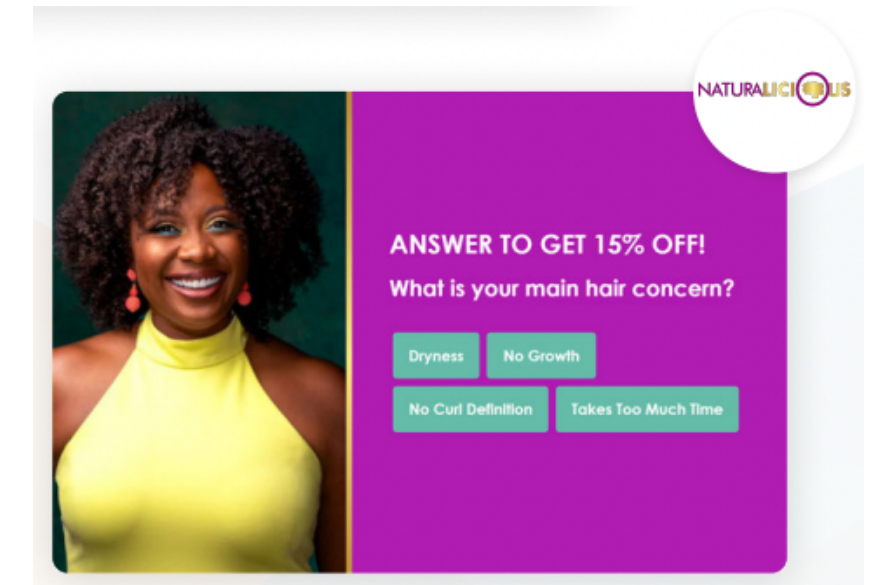 NATURALICIOUS
ANSWER TO GET 15% OFF!
What is your main hair concern?
Dryness
No Growth
No Curl Definition
Takes Too Much Time